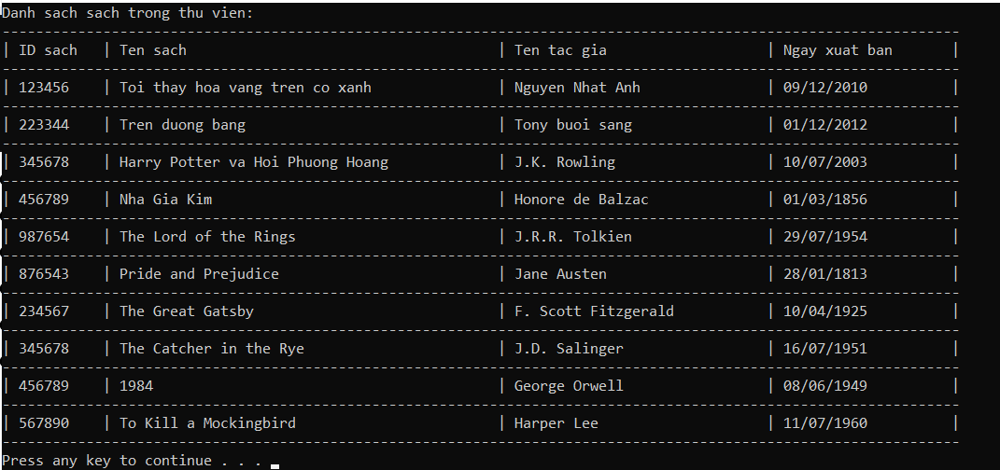 Danh sach sach trong thu vien:
------------------------------------------------------------------------------------------------------------------
| ID sach   | Ten sach                                     | Ten tac gia                   | Ngay xuat ban       |
------------------------------------------------------------------------------------------------------------------
| 123456    | Toi thay hoa vang tren co xanh               | Nguyen Nhat Anh               | 09/12/2010          |
------------------------------------------------------------------------------------------------------------------
| 223344    | Tren duong bang                              | Tony buoi sang                | 01/12/2012          |
------------------------------------------------------------------------------------------------------------------
| 345678    | Harry Potter va Hoi Phuong Hoang             | J.K. Rowling                  | 10/07/2003          |
------------------------------------------------------------------------------------------------------------------
| 456789    | Nha Gia Kim                                  | Honore de Balzac              | 01/03/1856          |
------------------------------------------------------------------------------------------------------------------
| 987654    | The Lord of the Rings                        | J.R.R. Tolkien                | 29/07/1954          |
------------------------------------------------------------------------------------------------------------------
| 876543    | Pride and Prejudice                          | Jane Austen                   | 28/01/1813          |
------------------------------------------------------------------------------------------------------------------
| 234567    | The Great Gatsby                             | F. Scott Fitzgerald           | 10/04/1925          |
------------------------------------------------------------------------------------------------------------------
| 345678    | The Catcher in the Rye                       | J.D. Salinger                 | 16/07/1951          |
------------------------------------------------------------------------------------------------------------------
| 456789    | 1984                                         | George Orwell                 | 08/06/1949          |
------------------------------------------------------------------------------------------------------------------
| 567890    | To Kill a Mockingbird                        | Harper Lee                    | 11/07/1960          |
------------------------------------------------------------------------------------------------------------------
Press any key to continue . . .